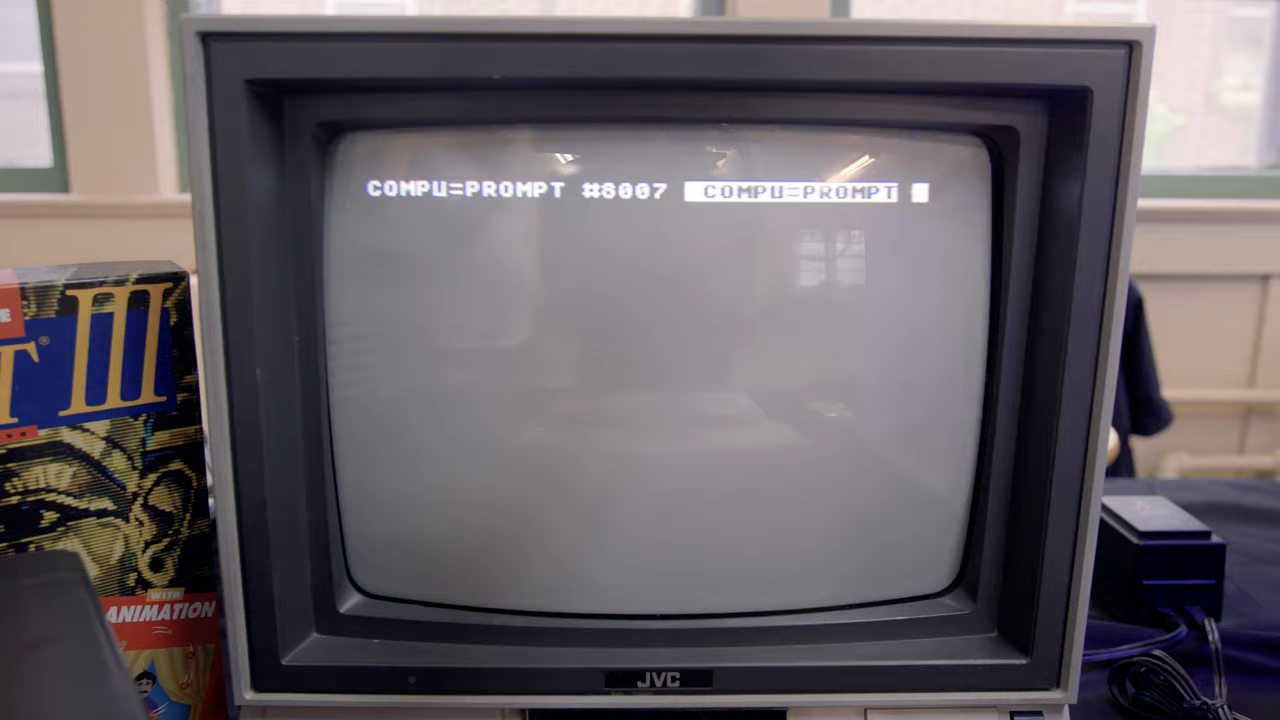 COMPU=PROMPT #8007 COMPU=PROMPT
T® III
WITH
ANIMATION
JVC